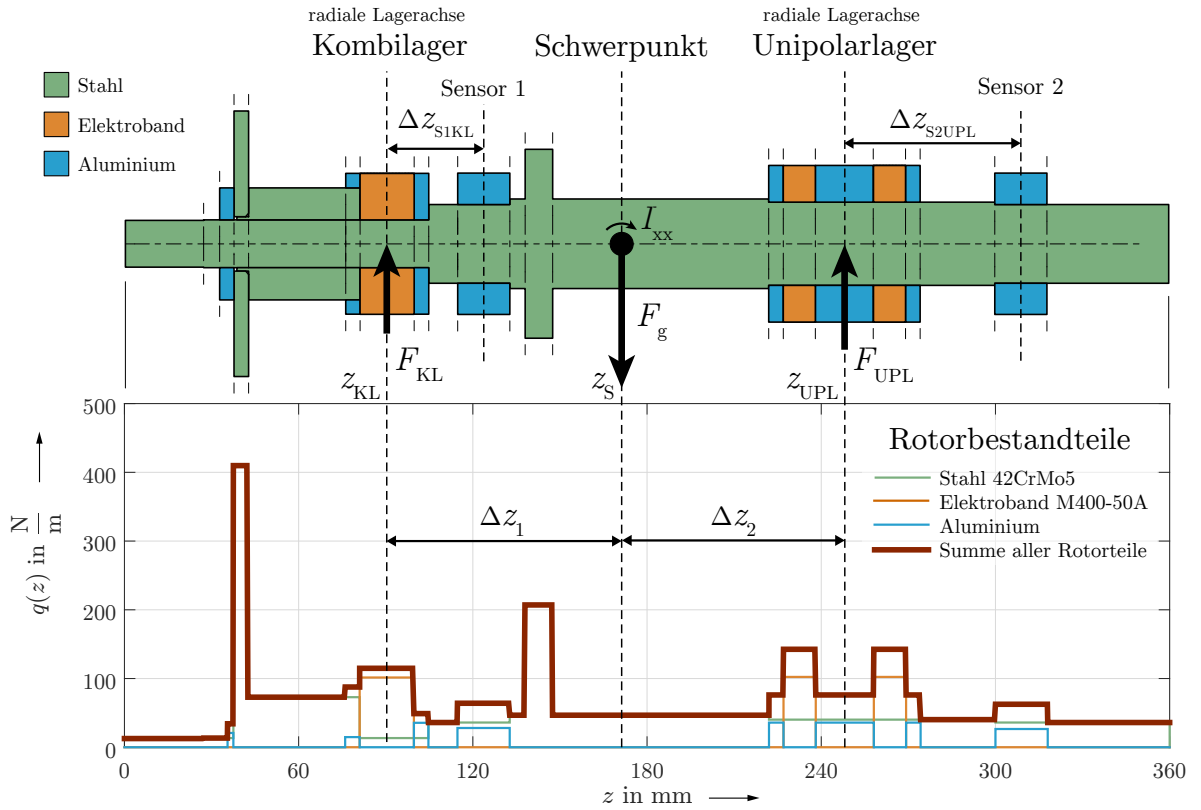 radiale Lagerachse
Kombilager
Schwerpunkt
radiale Lagerachse
Unipolarlager
Stahl
Elektroband
Aluminium
Sensor 1
Δz_S1KL
Sensor 2
Δz_S2UPL
I_xx
F_KL
F_g
F_UPL
z_KL
z_S
z_UPL
500
400
300
200
100
0
q(z) in N/m
Δz_1
Δz_2
Rotorbestandteile
Stahl 42CrMo5
Elektroband M400-50A
Aluminium
Summe aller Rotorteile
0 60 120 180 240 300 360
z in mm